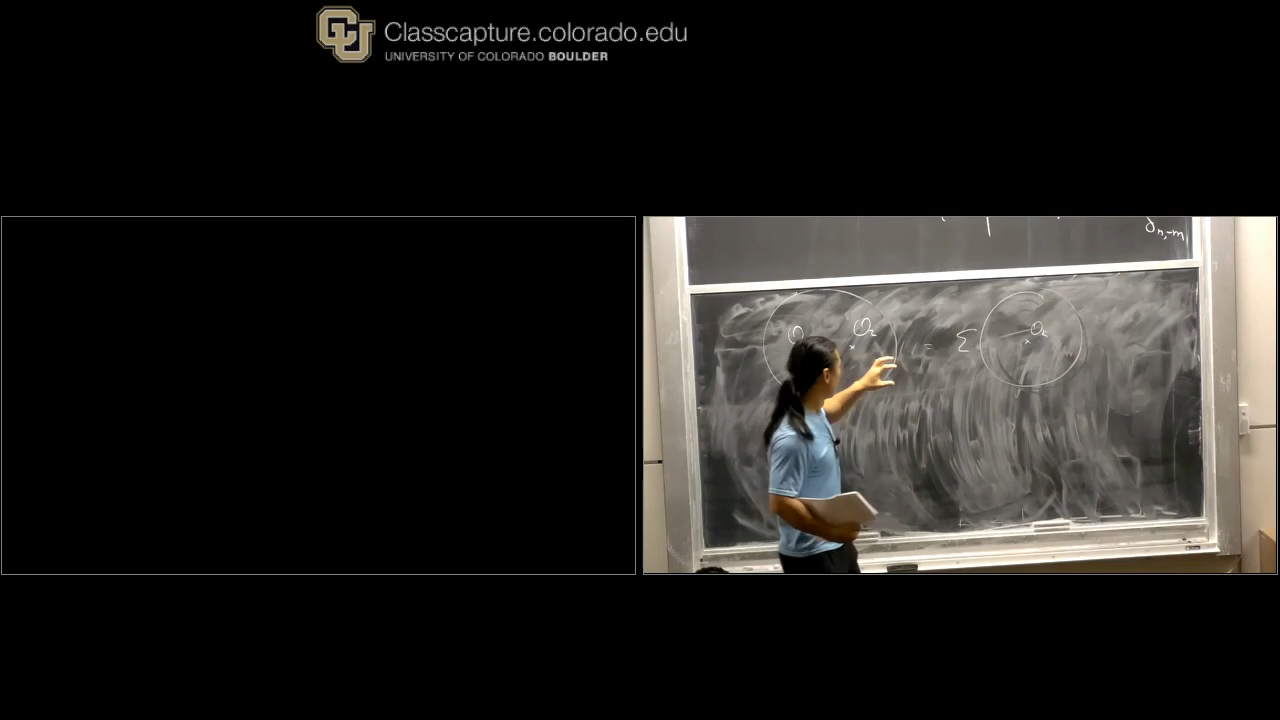 Classcapture.colorado.edu
UNIVERSITY OF COLORADO BOULDER
δn,-m
O O2 = Σ Ok